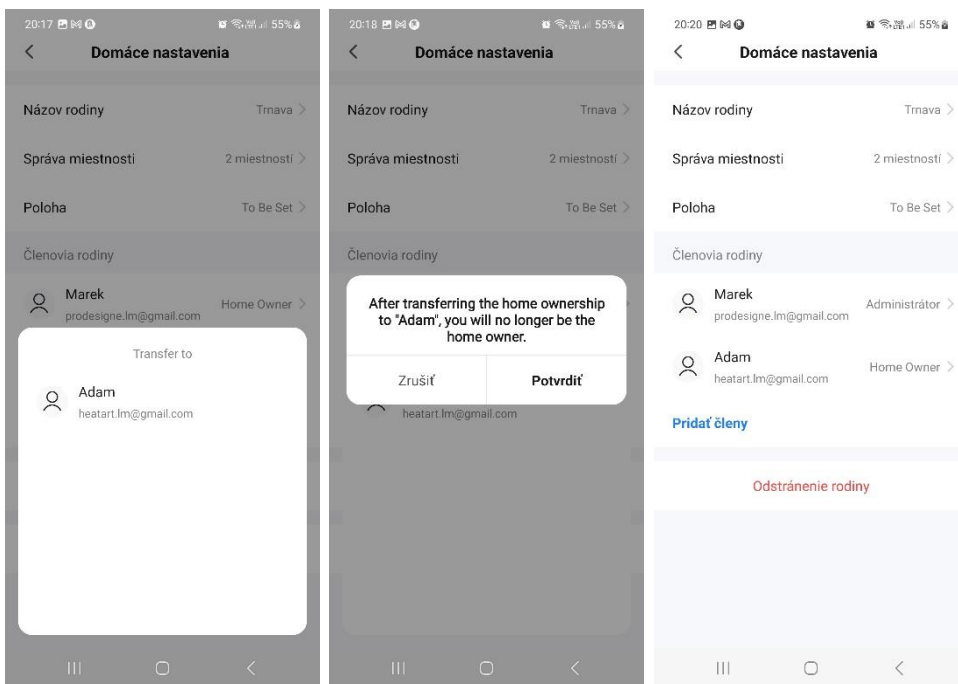 20:17
55%
Domáce nastavenia
Názov rodiny
Trnava
Správa miestnosti
2 miestností
Poloha
To Be Set
Členovia rodiny
Marek
Home Owner
prodesigne.lm@gmail.com
Transfer to
Adam
heatart.lm@gmail.com
20:18
55%
Domáce nastavenia
Názov rodiny
Trnava
Správa miestnosti
2 miestností
Poloha
To Be Set
Členovia rodiny
After transferring the home ownership
to "Adam", you will no longer be the
home owner.
Zrušiť
Potvrdiť
heatart.lm@gmail.com
20:20
55%
Domáce nastavenia
Názov rodiny
Trnava
Správa miestnosti
2 miestností
Poloha
To Be Set
Členovia rodiny
Marek
Administrátor
prodesigne.lm@gmail.com
Adam
Home Owner
heatart.lm@gmail.com
Pridať členy
Odstránenie rodiny